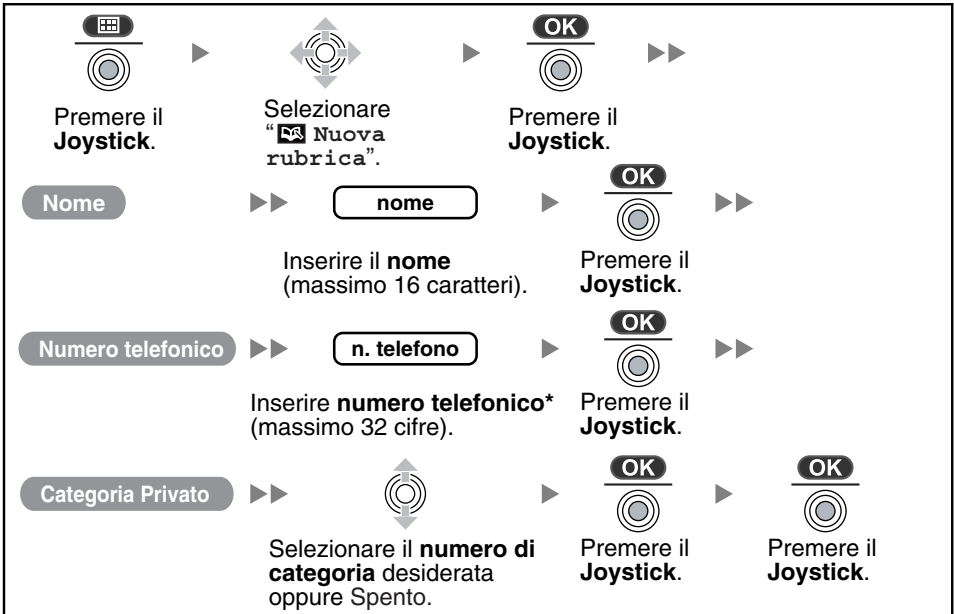 OK
Premere il
Joystick.
Selezionare
“ Nuova
rubrica”.
Premere il
Joystick.
OK
Nome
nome
Inserire il nome
(massimo 16 caratteri).
Premere il
Joystick.
OK
Numero telefonico
n. telefono
Inserire numero telefonico*
(massimo 32 cifre).
Premere il
Joystick.
OK
OK
Categoria Privato
Selezionare il numero di
categoria desiderata
oppure Spento.
Premere il
Joystick.
Premere il
Joystick.